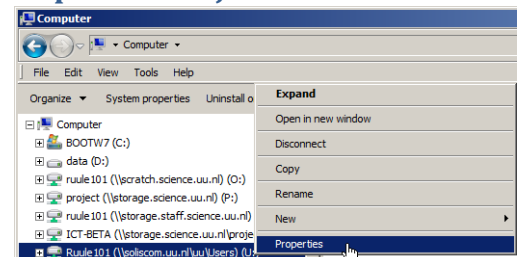 Computer
Computer
File Edit View Tools Help
Organize System properties Uninstall o
Expand
Open in new window
Disconnect
Copy
Rename
New
Properties
Computer
BOOTW7 (C:)
data (D:)
ruule101 (\\scratch.science.uu.nl) (O:)
project (\\storage.science.uu.nl) (P:)
ruule101 (\\storage.staff.science.uu.nl)
ICT-BETA (\\storage.science.uu.nl\proje
Ruule101 (\\soliscom.uu.nl\uu\Users) (U: